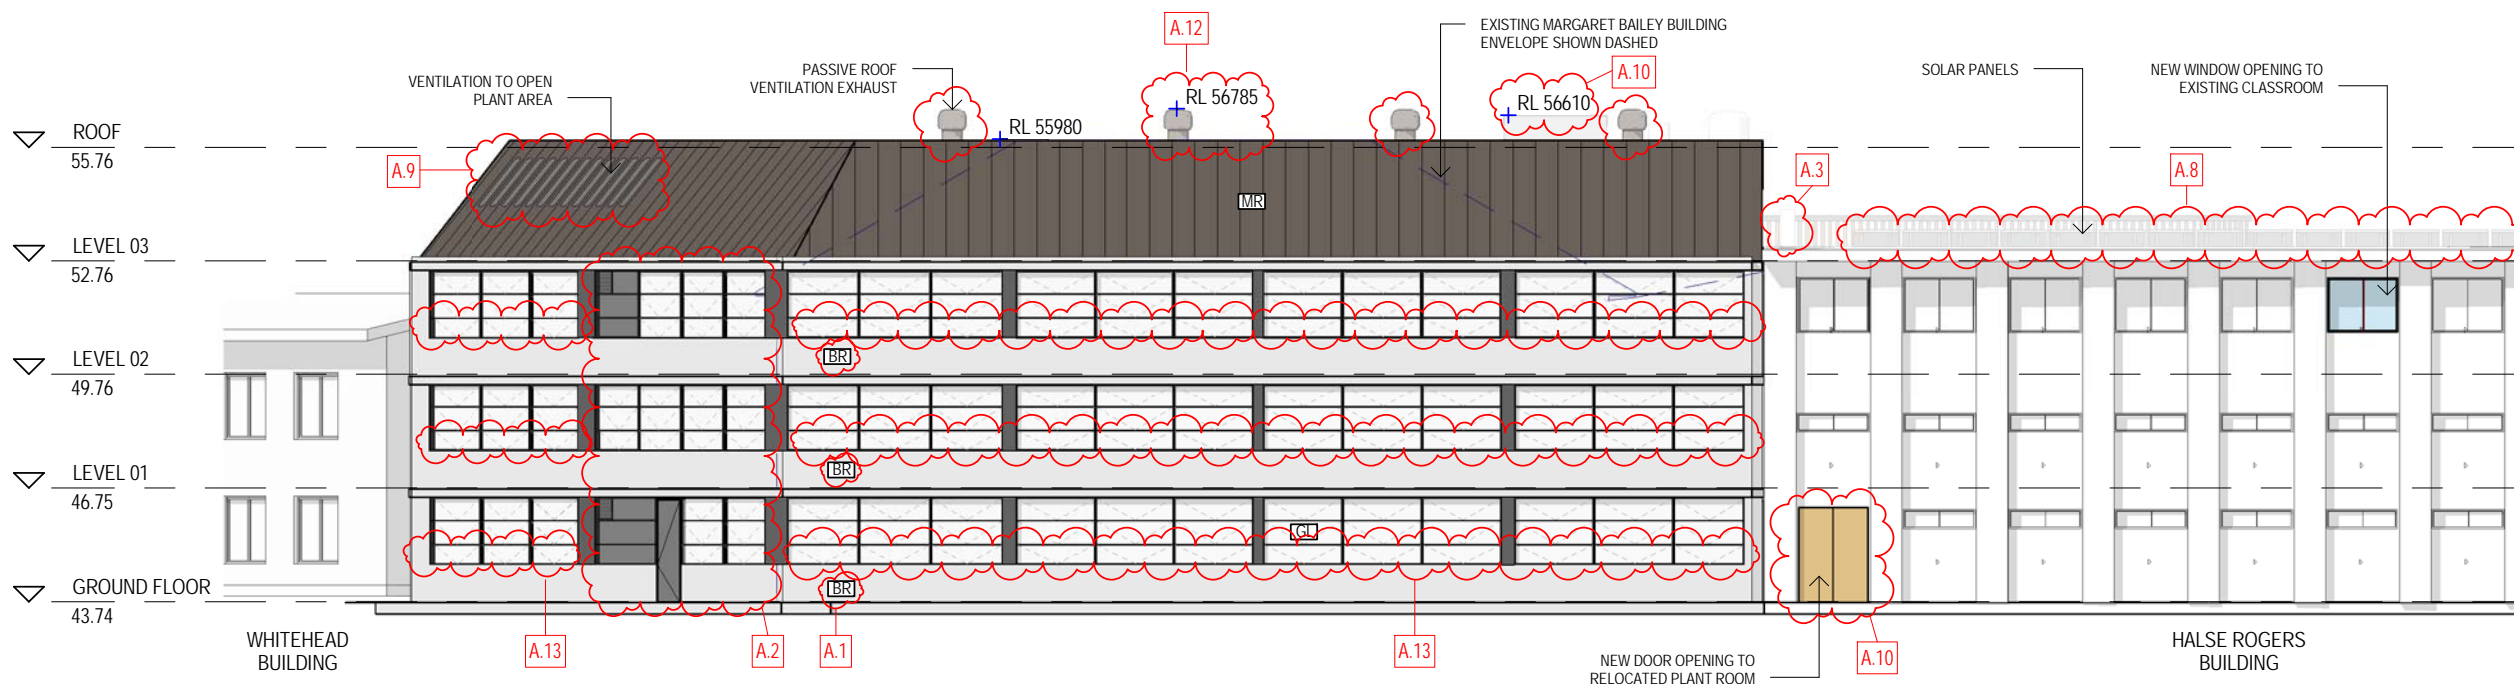 A.12
EXISTING MARGARET BAILEY BUILDING
ENVELOPE SHOWN DASHED
PASSIVE ROOF
VENTILATION EXHAUST
VENTILATION TO OPEN
PLANT AREA
A.10
SOLAR PANELS
NEW WINDOW OPENING TO
EXISTING CLASSROOM
RL 56785
RL 56610
RL 55980
ROOF
55.76
A.9
A.3
A.8
MR
LEVEL 03
52.76
BR
LEVEL 02
49.76
BR
LEVEL 01
46.75
GL
BR
GROUND FLOOR
43.74
WHITEHEAD
BUILDING
A.13
A.2
A.1
A.13
A.10
NEW DOOR OPENING TO
RELOCATED PLANT ROOM
HALSE ROGERS
BUILDING